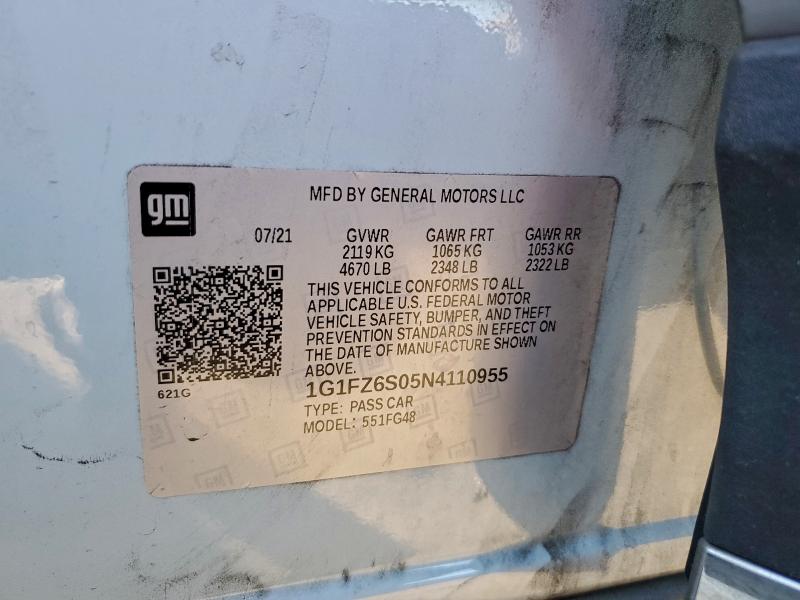 gm
MFD BY GENERAL MOTORS LLC
07/21 GVWR GAWR FRT GAWR RR
2119 KG 1065 KG 1053 KG
4670 LB 2348 LB 2322 LB
THIS VEHICLE CONFORMS TO ALL
APPLICABLE U.S. FEDERAL MOTOR
VEHICLE SAFETY, BUMPER, AND THEFT
PREVENTION STANDARDS IN EFFECT ON
THE DATE OF MANUFACTURE SHOWN
ABOVE.
621G
1G1FZ6S05N4110955
TYPE: PASS CAR
MODEL: 551FG48